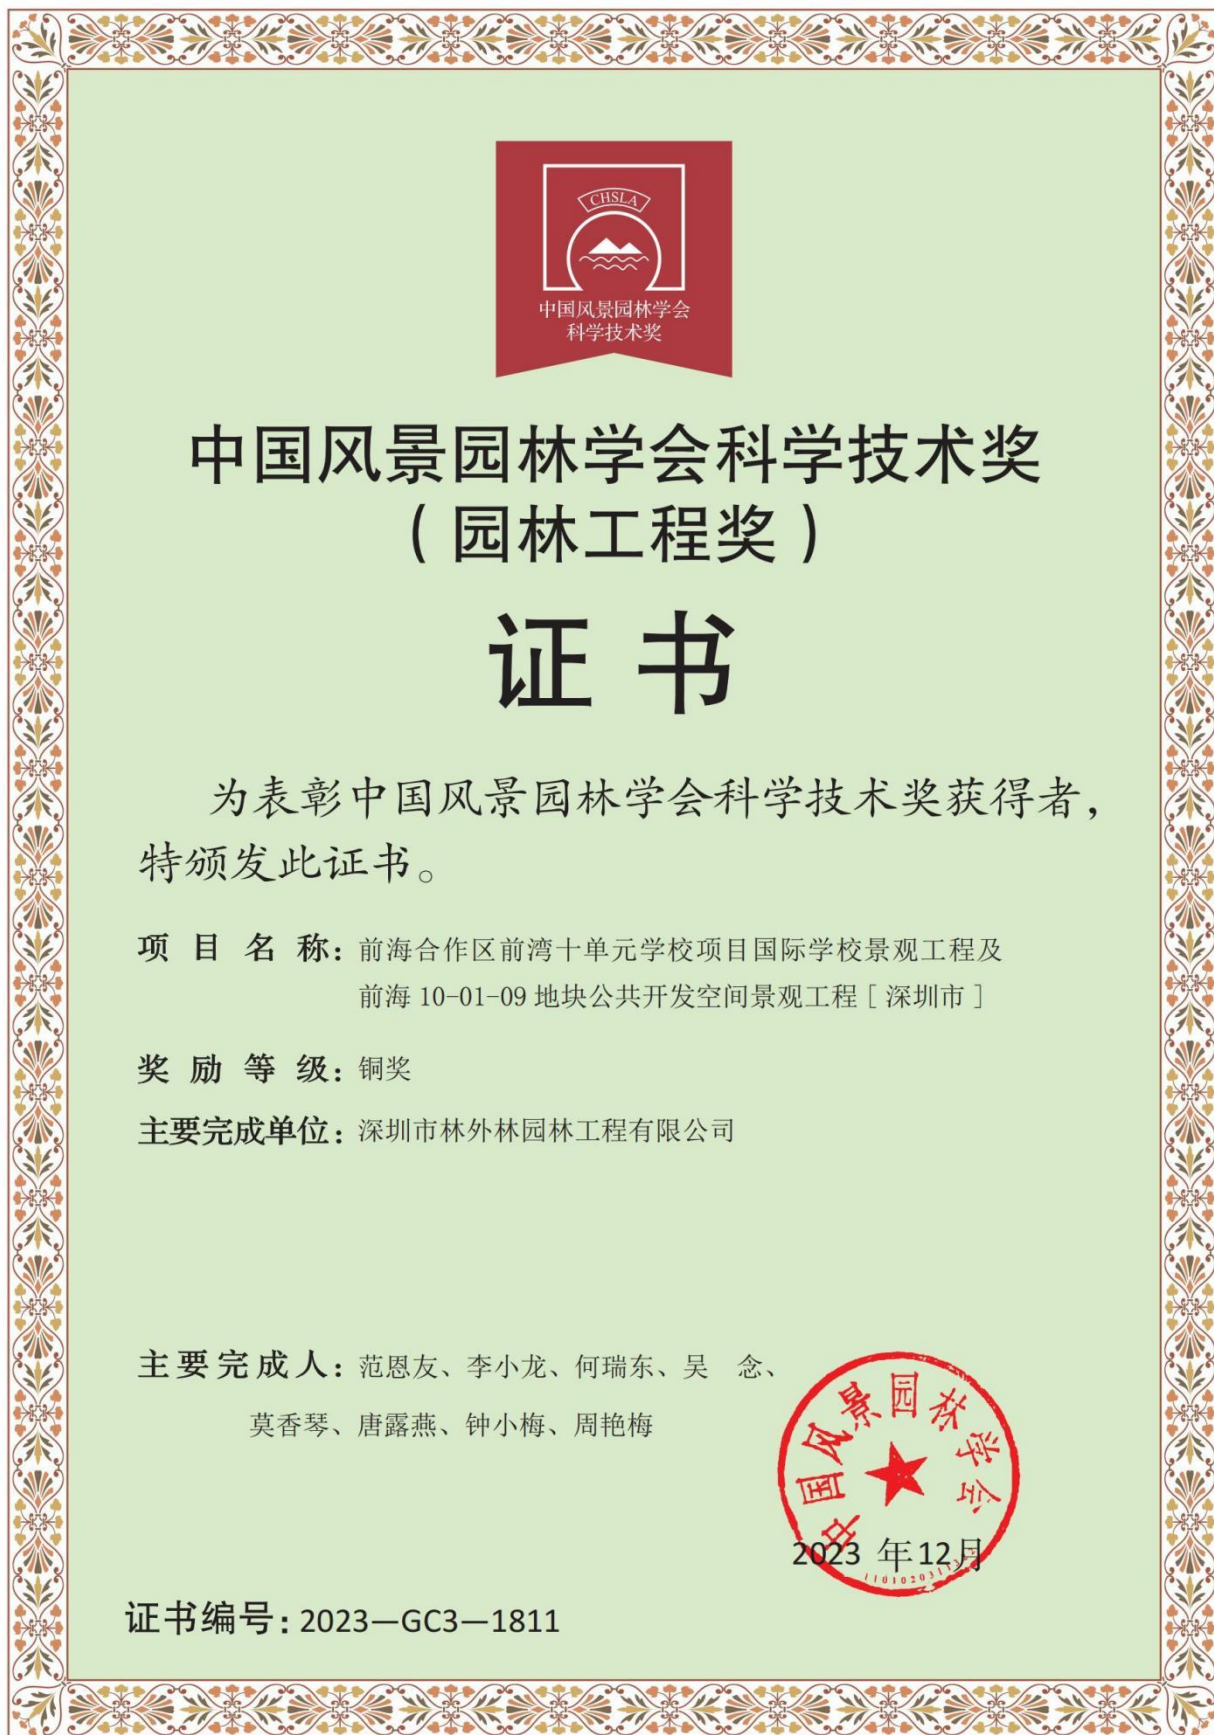 CHSLA
中国风景园林学会
科学技术奖
中国风景园林学会科学技术奖
（园林工程奖）
证书
为表彰中国风景园林学会科学技术奖获得者，
特颁发此证书。
项目名称：前海合作区前湾十单元学校项目国际学校景观工程及
前海 10-01-09 地块公共开发空间景观工程［深圳市］
奖励等级：铜奖
主要完成单位：深圳市林外林园林工程有限公司
主要完成人：范恩友、李小龙、何瑞东、吴　念、
莫香琴、唐露燕、钟小梅、周艳梅
中国风景园林学会
2023 年12月
证书编号：2023—GC3—1811